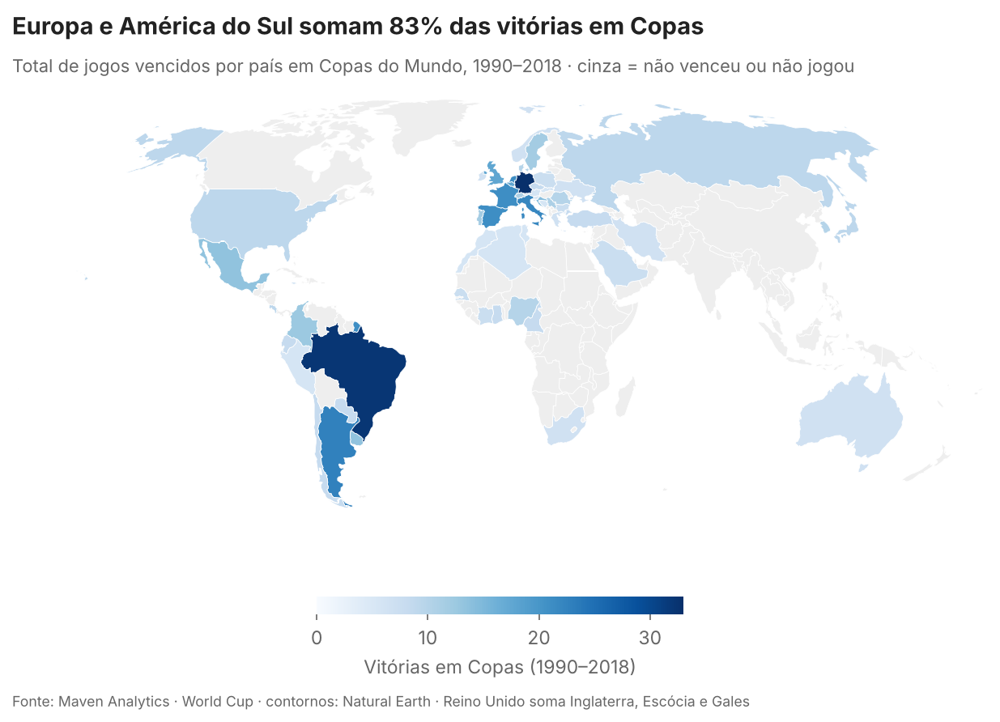 Europa e América do Sul somam 83% das vitórias em Copas
Total de jogos vencidos por país em Copas do Mundo, 1990–2018 · cinza = não venceu ou não jogou
0 10 20 30
Vitórias em Copas (1990–2018)
Fonte: Maven Analytics · World Cup · contornos: Natural Earth · Reino Unido soma Inglaterra, Escócia e Gales